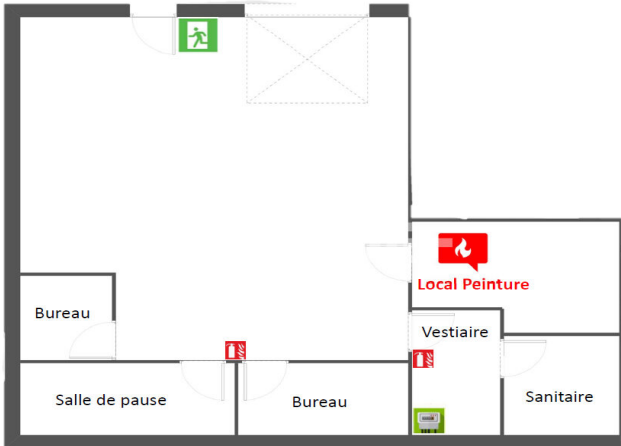 Local Peinture
Bureau
Vestiaire
Salle de pause
Bureau
Sanitaire